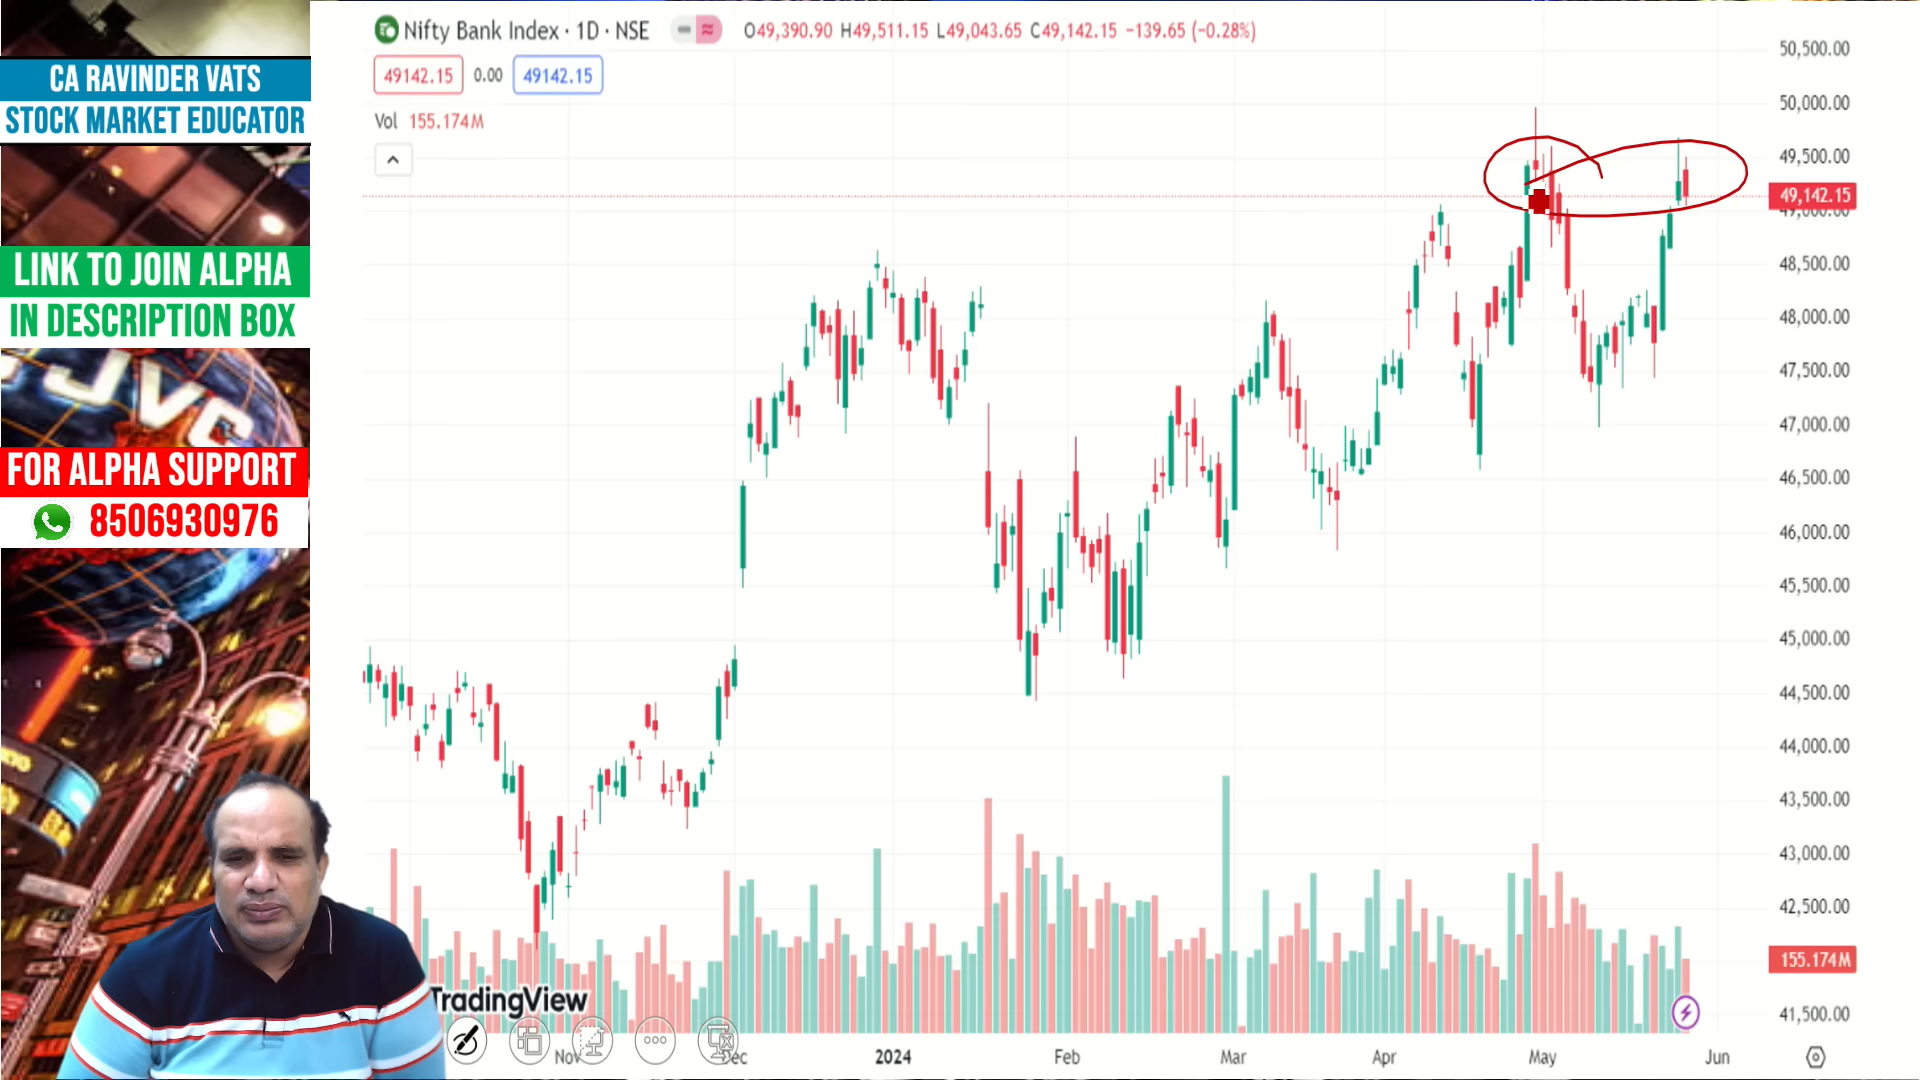 CA RAVINDER VATS
STOCK MARKET EDUCATOR
LINK TO JOIN ALPHA
IN DESCRIPTION BOX
JVC
FOR ALPHA SUPPORT
8506930976
Nifty Bank Index · 1D · NSE
O49,390.90 H49,511.15 L49,043.65 C49,142.15 −139.65 (−0.28%)
49142.15 0.00 49142.15
Vol 155.174M
50,500.00
50,000.00
49,500.00
49,142.15
49,000.00
48,500.00
48,000.00
47,500.00
47,000.00
46,500.00
46,000.00
45,500.00
45,000.00
44,500.00
44,000.00
43,500.00
43,000.00
42,500.00
155.174M
41,500.00
TradingView
Nov Dec 2024 Feb Mar Apr May Jun